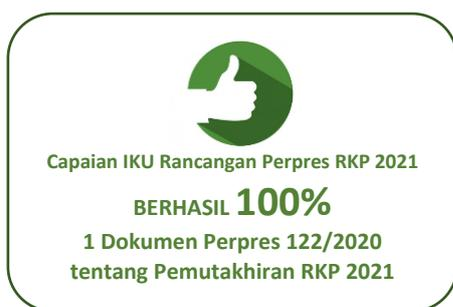 Capaian IKU Rancangan Perpres RKP 2021
BERHASIL 100%
1 Dokumen Perpres 122/2020
tentang Pemutakhiran RKP 2021